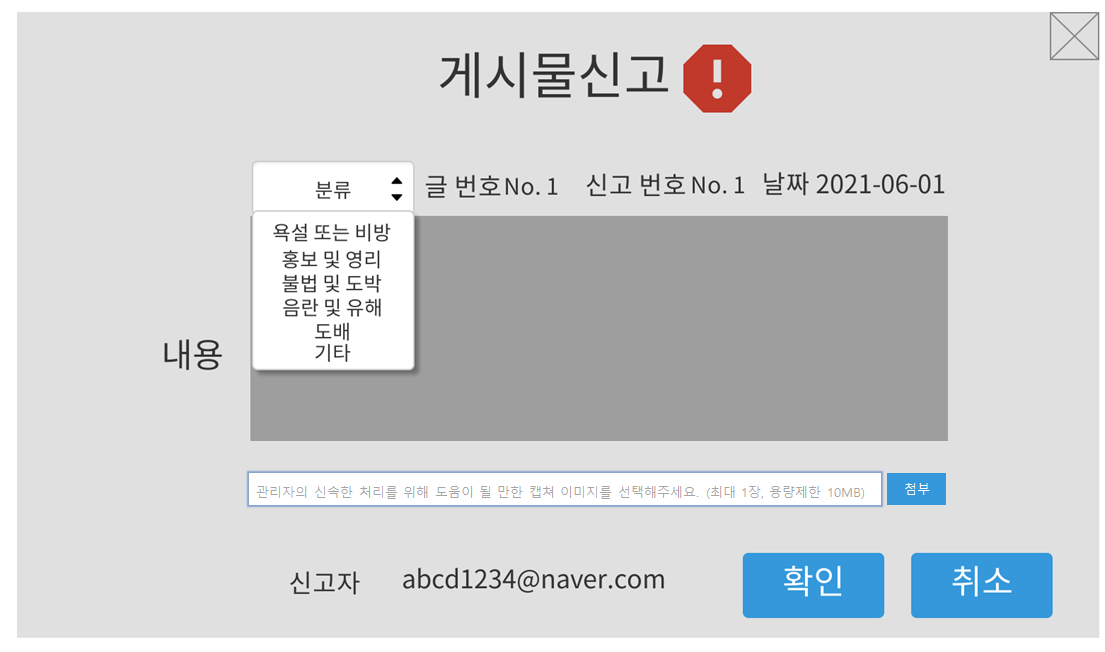 게시물신고
분류 글 번호No. 1 신고 번호No. 1 날짜 2021-06-01
욕설 또는 비방
홍보 및 영리
불법 및 도박
음란 및 유해
도배
기타
내용
관리자의 신속한 처리를 위해 도움이 될 만한 캡쳐 이미지를 선택해주세요. (최대 1장, 용량제한 10MB) 첨부
신고자 abcd1234@naver.com 확인 취소